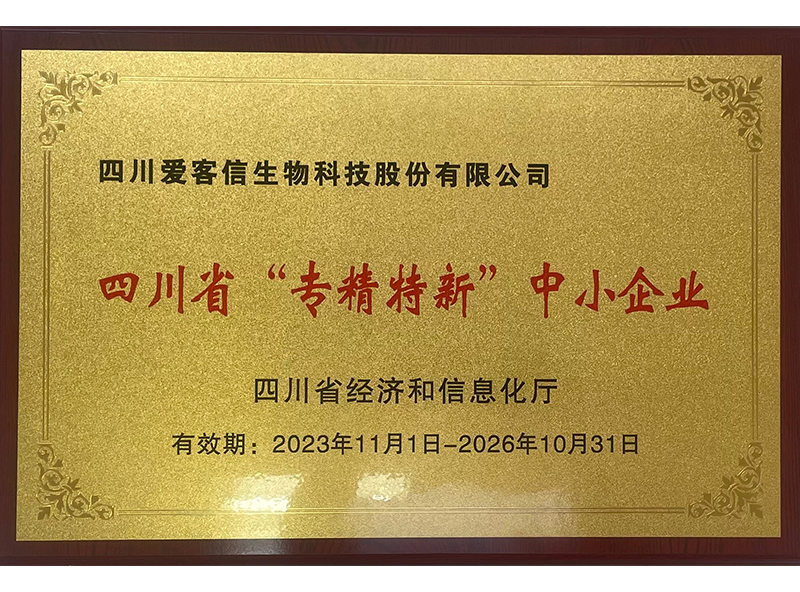 四川爱客信生物科技股份有限公司
四川省“专精特新”中小企业
四川省经济和信息化厅
有效期：2023年11月1日-2026年10月31日